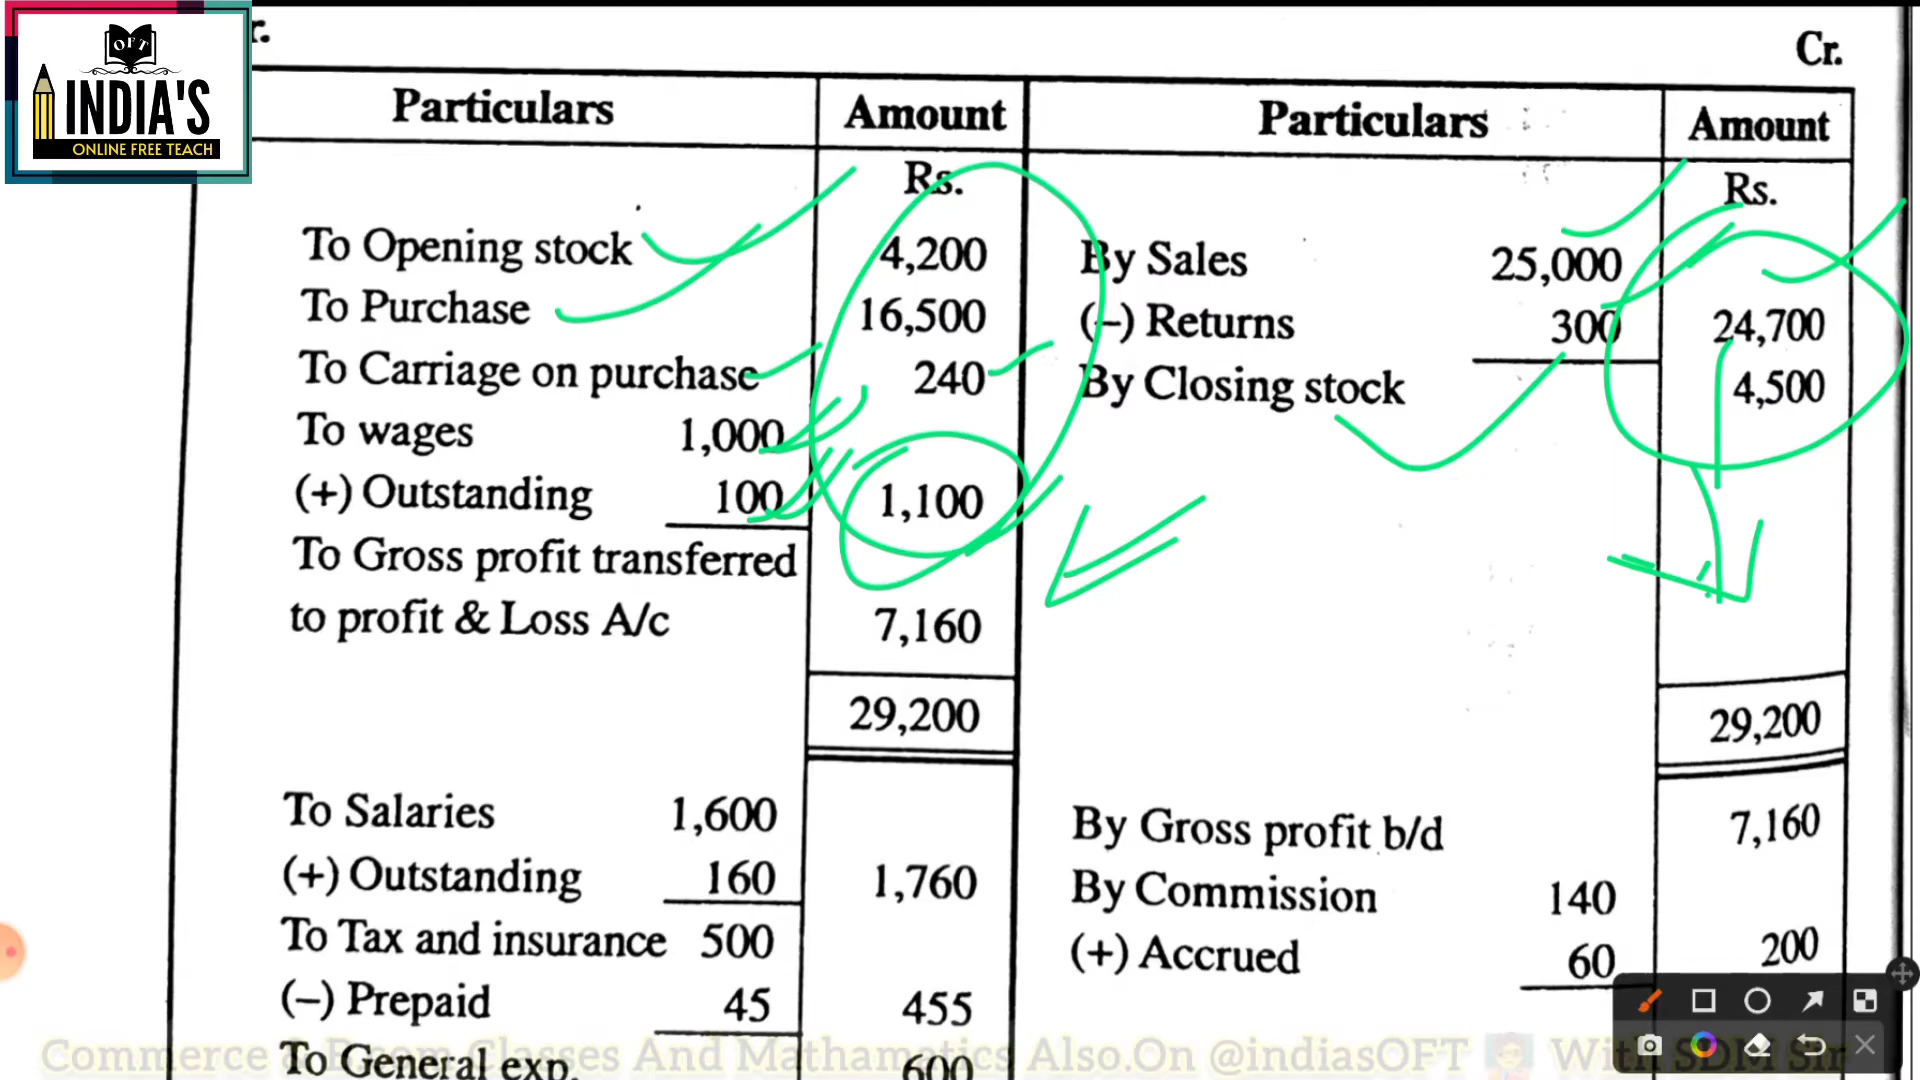 OFT
INDIA'S
ONLINE FREE TEACH
r.
Cr.
Particulars Amount Particulars Amount
Rs. Rs.
To Opening stock 4,200 By Sales 25,000
To Purchase 16,500 (–) Returns 300 24,700
To Carriage on purchase 240 By Closing stock 4,500
To wages 1,000
(+) Outstanding 100 1,100
To Gross profit transferred
to profit & Loss A/c 7,160
29,200 29,200
To Salaries 1,600 By Gross profit b/d 7,160
(+) Outstanding 160 1,760 By Commission 140
To Tax and insurance 500 (+) Accrued 60 200
(–) Prepaid 45 455
To General exp. 600
Classes And Mathamatics Also.On @indiasOFT With SDM Sir